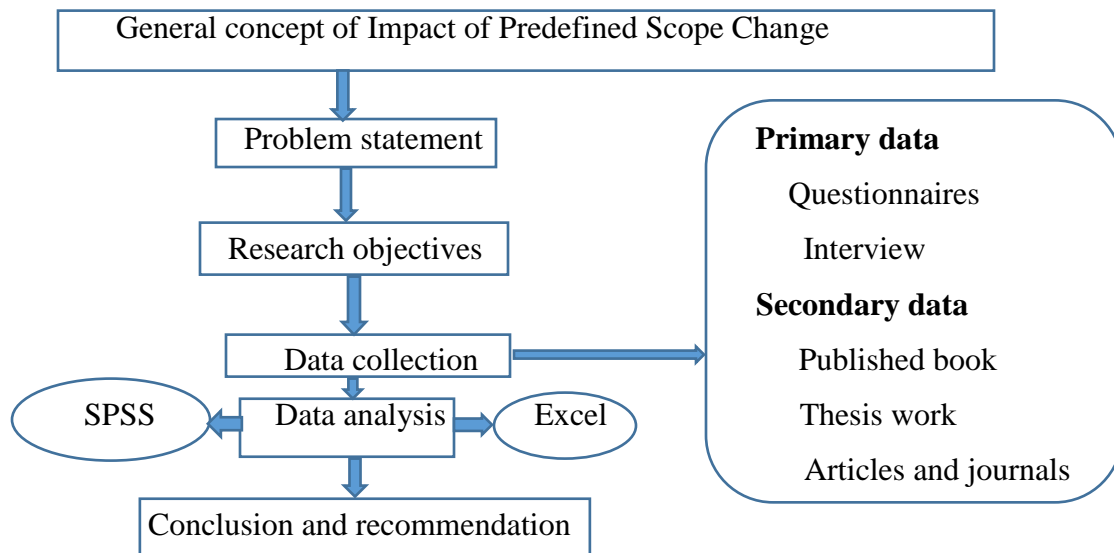 General concept of Impact of Predefined Scope Change
Problem statement
Research objectives
Data collection
Primary data
Questionnaires
Interview
Secondary data
Published book
Thesis work
Articles and journals
SPSS
Data analysis
Excel
Conclusion and recommendation